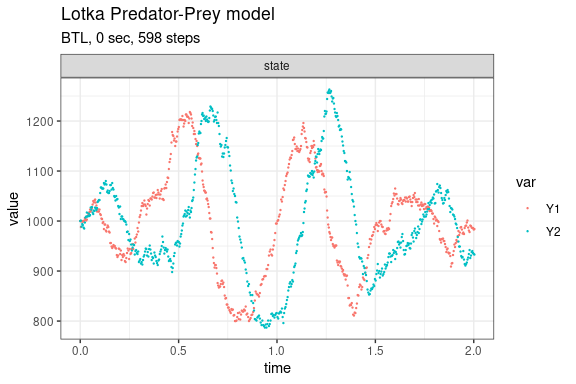 Lotka Predator-Prey model
BTL, 0 sec, 598 steps
state
value
1200
1100
1000
900
800
0.0 0.5 1.0 1.5 2.0
time
var
Y1
Y2